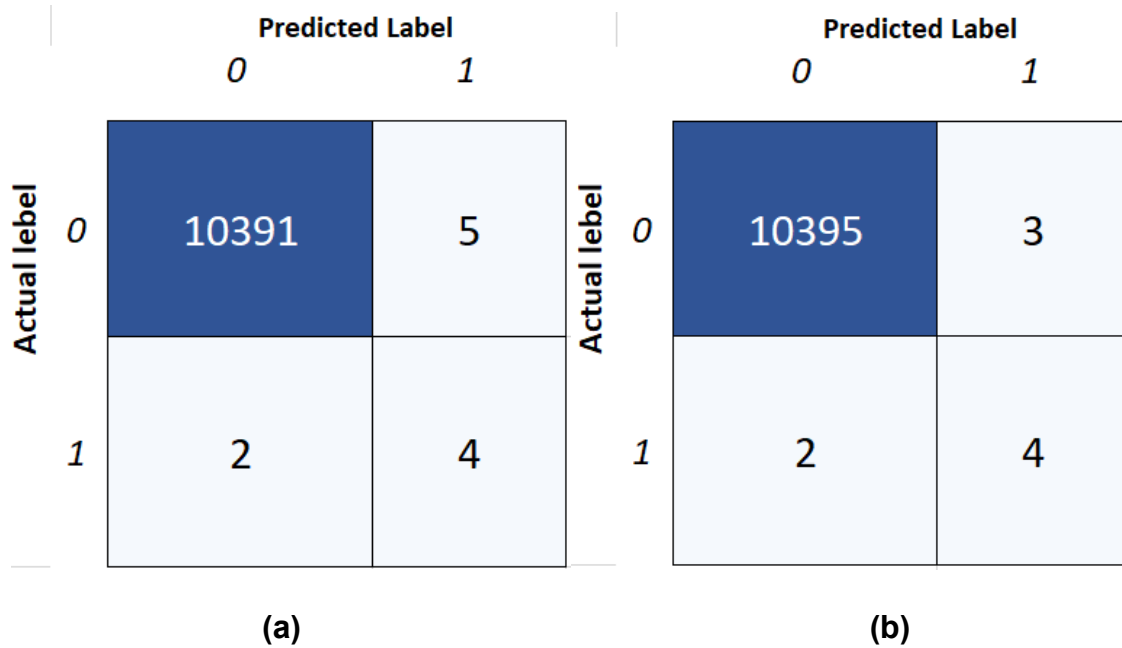 Predicted Label
0 1
Actual lebel
0 10391 5
1 2 4
(a)
Predicted Label
0 1
Actual lebel
0 10395 3
1 2 4
(b)